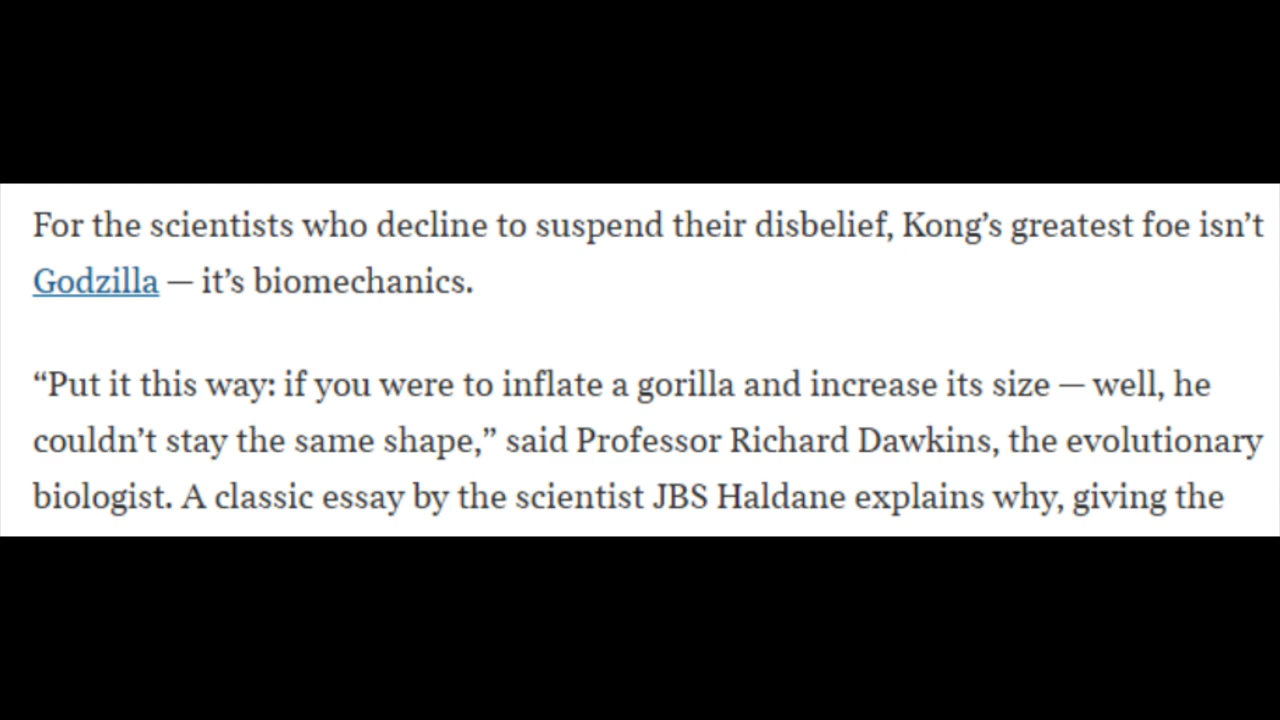 For the scientists who decline to suspend their disbelief, Kong’s greatest foe isn’t
Godzilla — it’s biomechanics.
“Put it this way: if you were to inflate a gorilla and increase its size — well, he
couldn’t stay the same shape,” said Professor Richard Dawkins, the evolutionary
biologist. A classic essay by the scientist JBS Haldane explains why, giving the